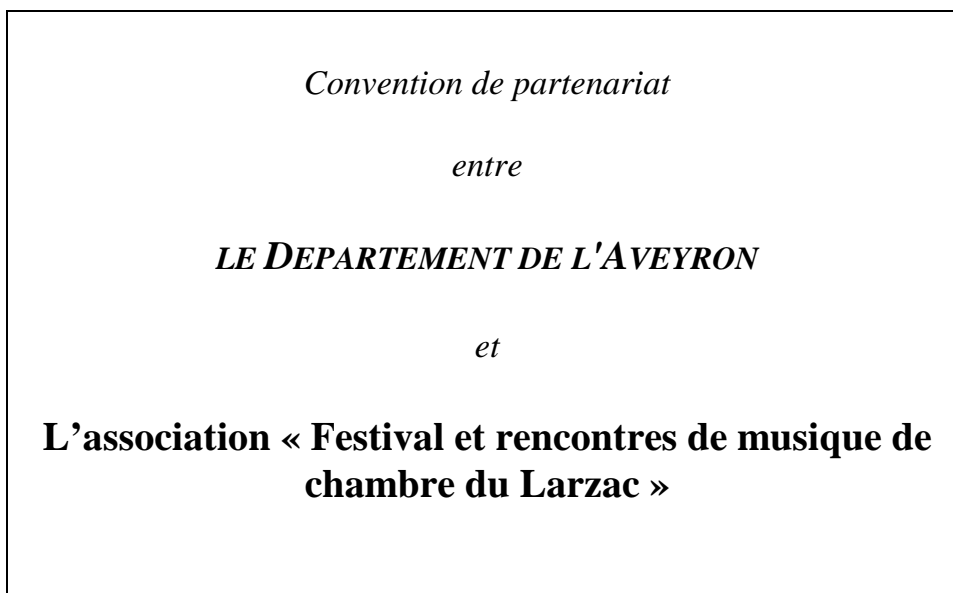 Convention de partenariat
entre
LE DEPARTEMENT DE L'AVEYRON
et
L’association « Festival et rencontres de musique de
chambre du Larzac »